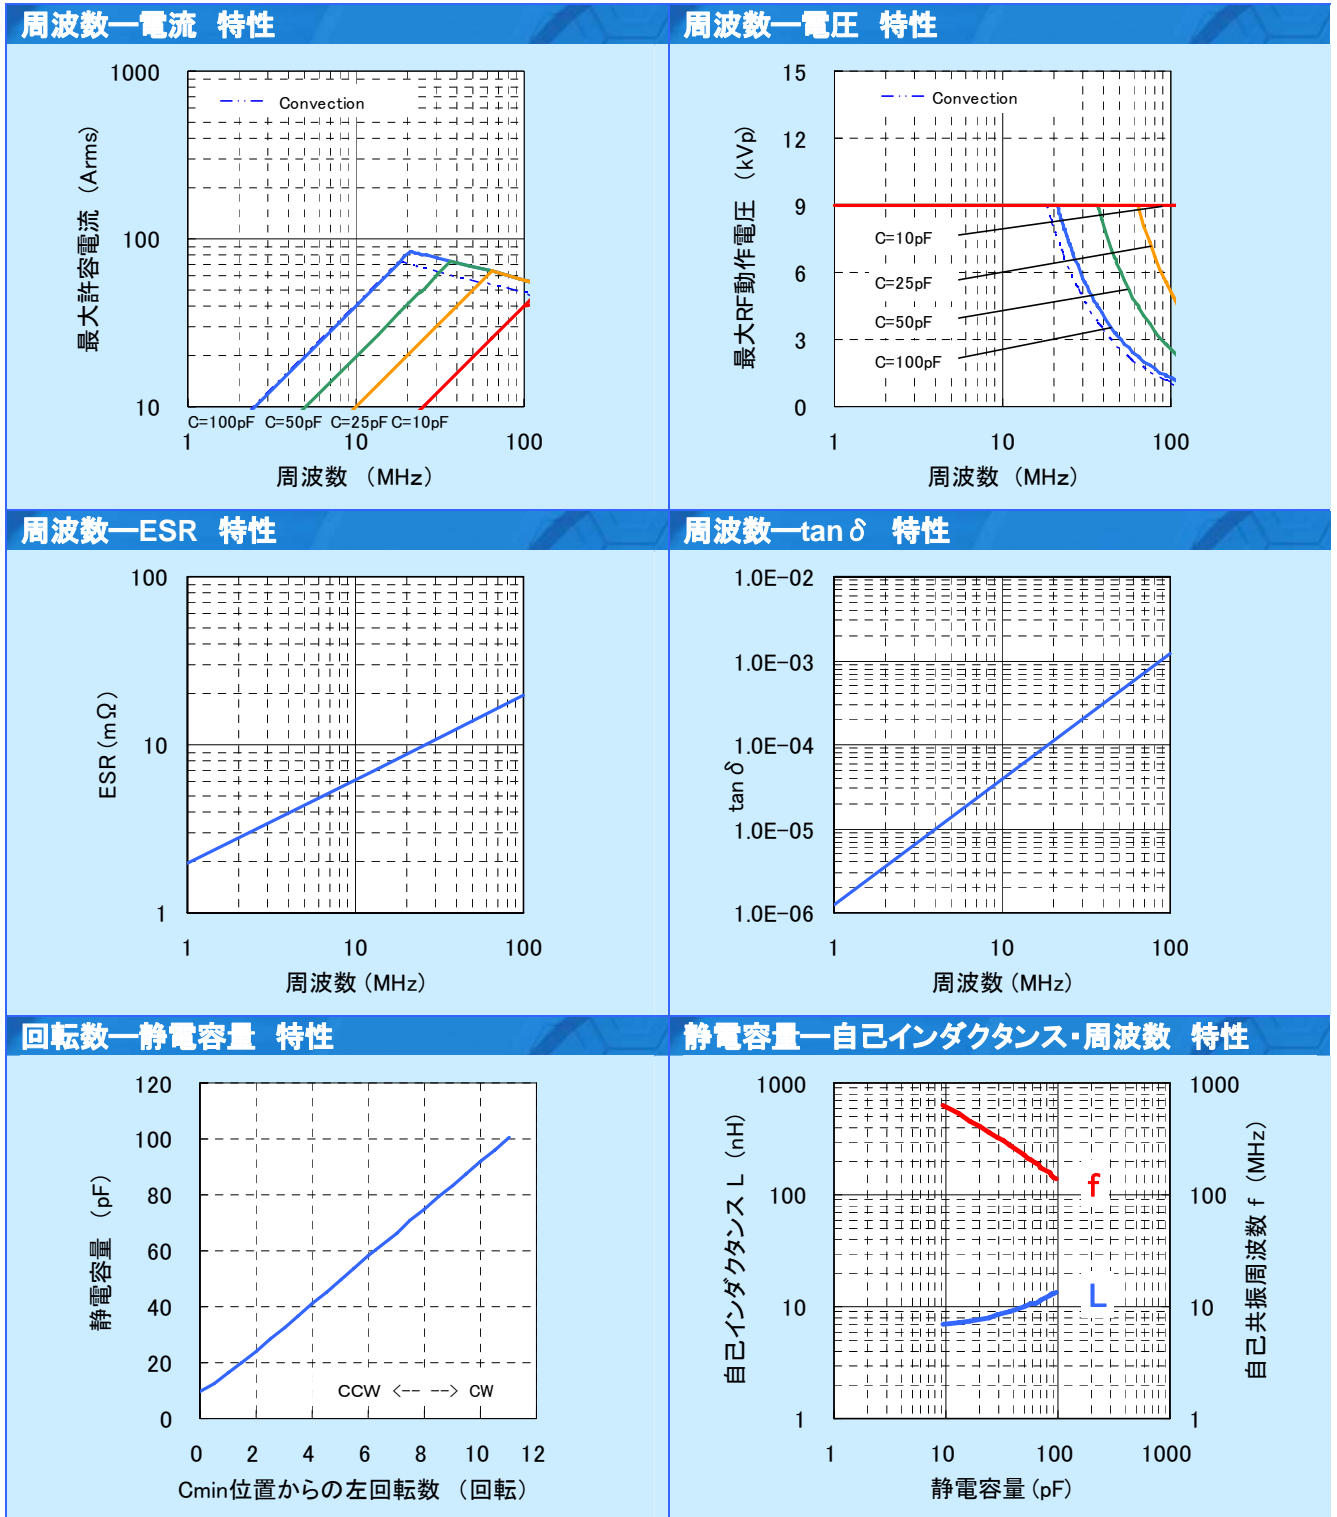 周波数―電流 特性
1000
100
10
最大許容電流 (Arms)
Convection
C=100pF C=50pF C=25pF C=10pF
1 10 100
周波数 (MHz)
周波数―電圧 特性
15
12
9
6
3
0
最大RF動作電圧 (kVp)
Convection
C=10pF
C=25pF
C=50pF
C=100pF
1 10 100
周波数 (MHz)
周波数―ESR 特性
100
10
1
ESR(mΩ)
1 10 100
周波数(MHz)
周波数―tanδ 特性
1.0E-02
1.0E-03
1.0E-04
1.0E-05
1.0E-06
tanδ
1 10 100
周波数(MHz)
回転数―静電容量 特性
120
100
80
60
40
20
0
静電容量 (pF)
CCW <-- --> CW
0 2 4 6 8 10 12
Cmin位置からの左回転数 (回転)
静電容量―自己インダクタンス・周波数 特性
1000
100
10
1
自己インダクタンス L (nH)
f
L
1000
100
10
1
自己共振周波数 f (MHz)
1 10 100 1000
静電容量(pF)